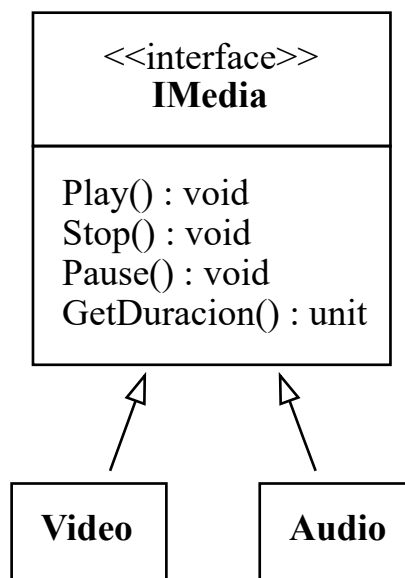 <<interface>>
IMedia
Play() : void
Stop() : void
Pause() : void
GetDuracion() : unit
Video
Audio